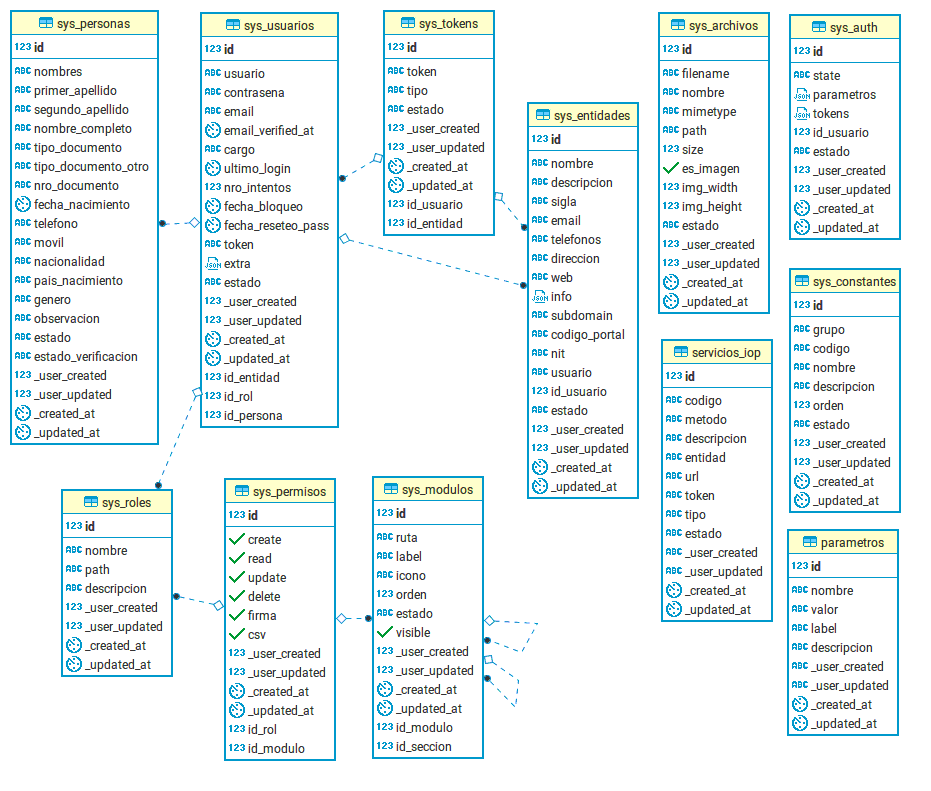 sys_personas
123 id
ABC nombres
ABC primer_apellido
ABC segundo_apellido
ABC nombre_completo
ABC tipo_documento
ABC tipo_documento_otro
ABC nro_documento
fecha_nacimiento
ABC telefono
ABC movil
ABC nacionalidad
ABC pais_nacimiento
ABC genero
ABC observacion
ABC estado
ABC estado_verificacion
123 _user_created
123 _user_updated
_created_at
_updated_at
sys_usuarios
123 id
ABC usuario
ABC contrasena
ABC email
email_verified_at
ABC cargo
ultimo_login
123 nro_intentos
fecha_bloqueo
fecha_reseteo_pass
ABC token
JSON extra
ABC estado
123 _user_created
123 _user_updated
_created_at
_updated_at
123 id_entidad
123 id_rol
123 id_persona
sys_tokens
123 id
ABC token
ABC tipo
ABC estado
123 _user_created
123 _user_updated
_created_at
_updated_at
123 id_usuario
123 id_entidad
sys_entidades
123 id
ABC nombre
ABC descripcion
ABC sigla
ABC email
ABC telefonos
ABC direccion
ABC web
JSON info
ABC subdomain
ABC codigo_portal
ABC nit
ABC usuario
123 id_usuario
ABC estado
123 _user_created
123 _user_updated
_created_at
_updated_at
sys_archivos
123 id
ABC filename
ABC nombre
ABC mimetype
ABC path
123 size
es_imagen
123 img_width
123 img_height
ABC estado
123 _user_created
123 _user_updated
_created_at
_updated_at
sys_auth
123 id
ABC state
JSON parametros
JSON tokens
123 id_usuario
ABC estado
123 _user_created
123 _user_updated
_created_at
_updated_at
sys_constantes
123 id
ABC grupo
ABC codigo
ABC nombre
ABC descripcion
123 orden
ABC estado
123 _user_created
123 _user_updated
_created_at
_updated_at
servicios_iop
123 id
ABC codigo
ABC metodo
ABC descripcion
ABC entidad
ABC url
ABC token
ABC tipo
ABC estado
ABC _user_created
ABC _user_updated
_created_at
_updated_at
parametros
123 id
ABC nombre
ABC valor
ABC label
ABC descripcion
ABC _user_created
ABC _user_updated
_created_at
_updated_at
sys_roles
123 id
ABC nombre
ABC path
ABC descripcion
123 _user_created
123 _user_updated
_created_at
_updated_at
sys_permisos
123 id
create
read
update
delete
firma
csv
123 _user_created
123 _user_updated
_created_at
_updated_at
123 id_rol
123 id_modulo
sys_modulos
123 id
ABC ruta
ABC label
ABC icono
123 orden
ABC estado
visible
123 _user_created
123 _user_updated
_created_at
_updated_at
123 id_modulo
123 id_seccion